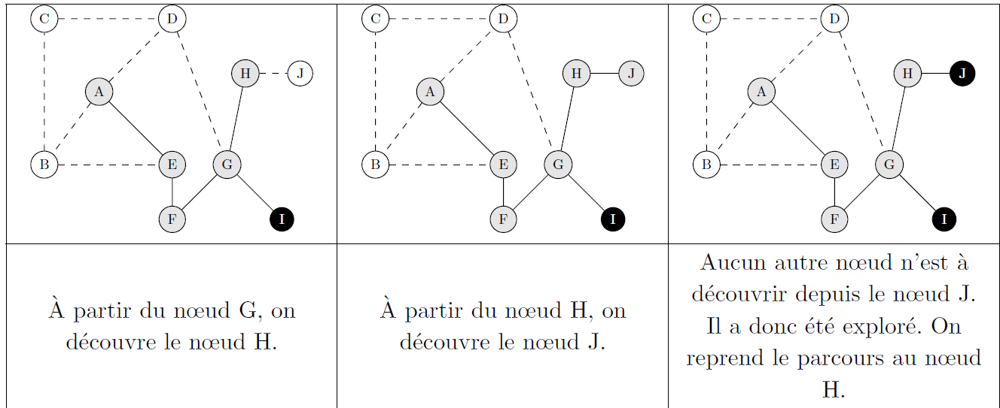 C
D
H
J
A
B
E
G
F
I
C
D
H
J
A
B
E
G
F
I
C
D
H
J
A
B
E
G
F
I
À partir du nœud G, on
découvre le nœud H.
À partir du nœud H, on
découvre le nœud J.
Aucun autre nœud n'est à
découvrir depuis le nœud J.
Il a donc été exploré. On
reprend le parcours au nœud
H.